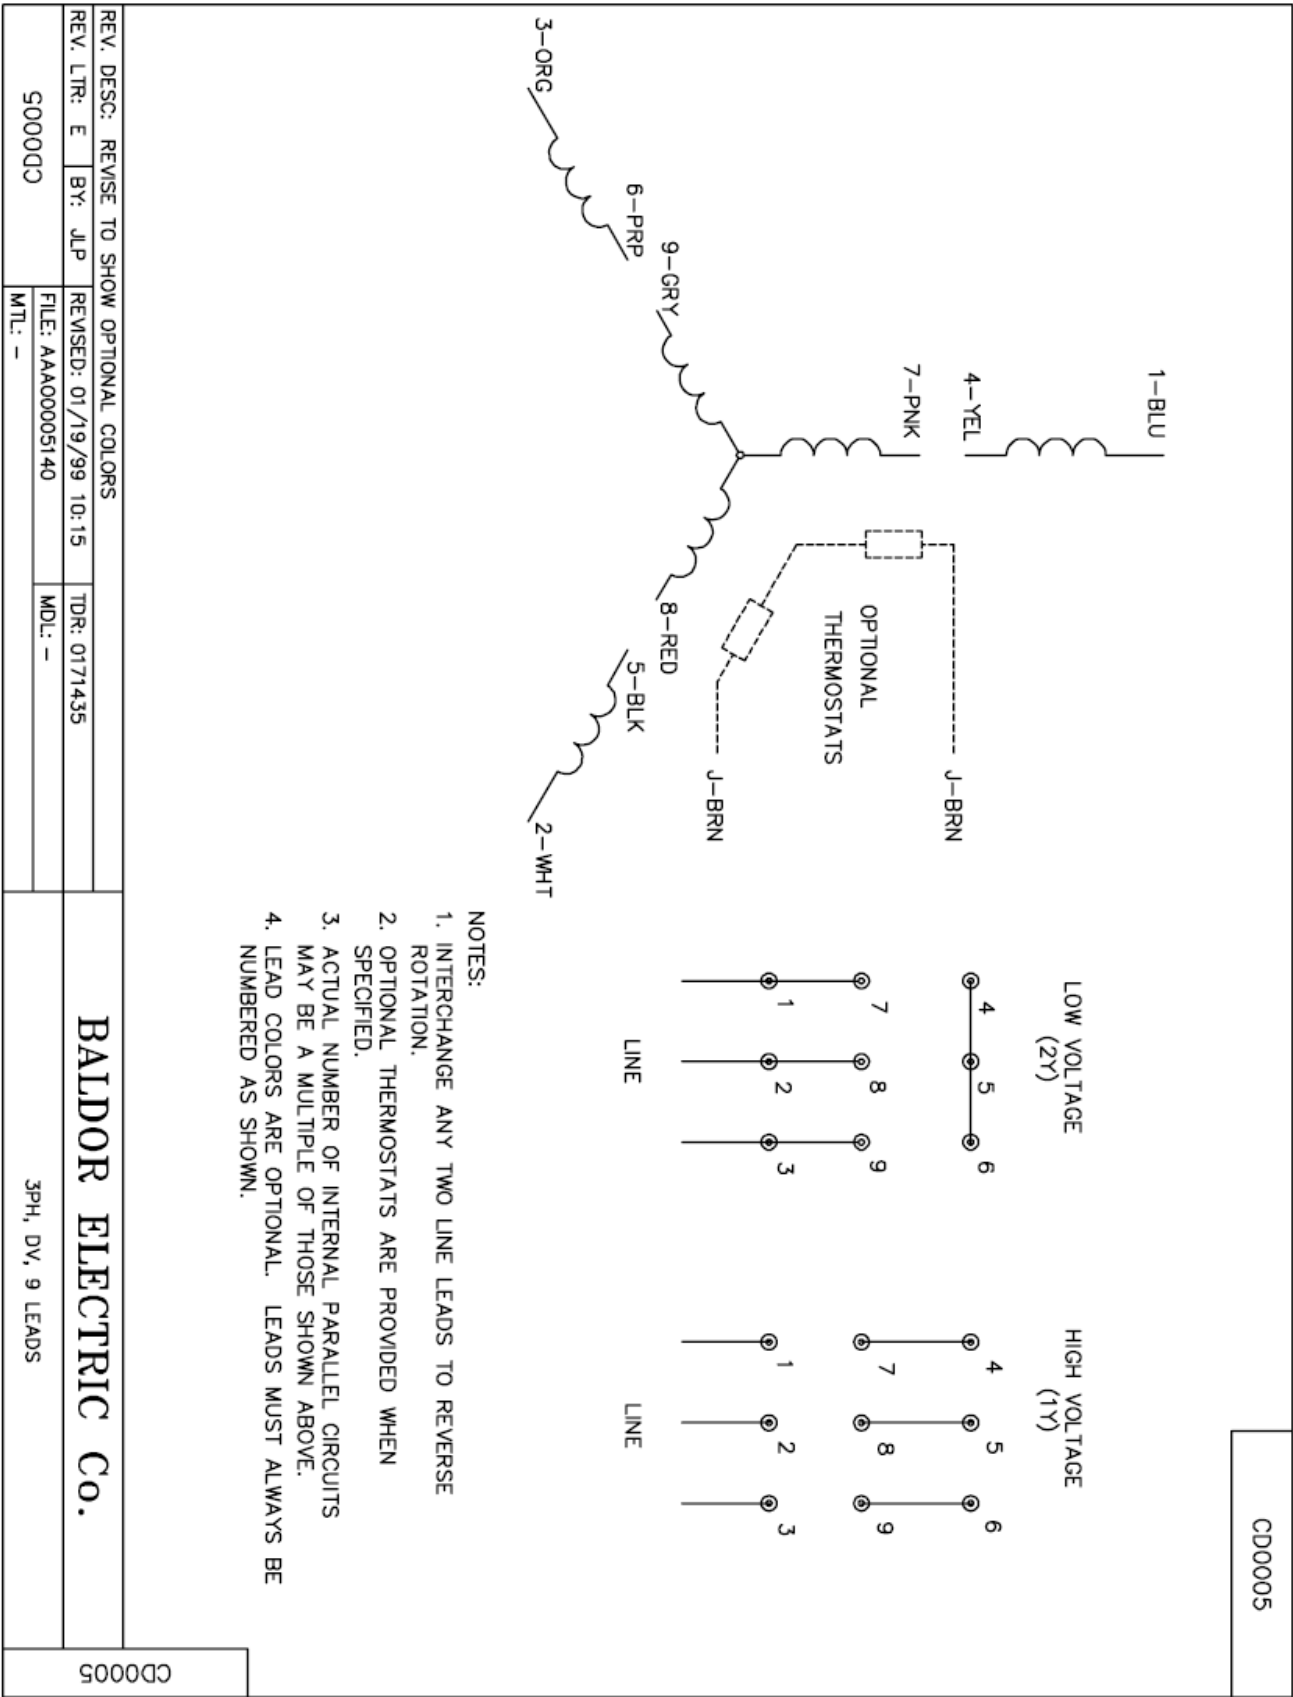 CD0005
1-BLU
4-YEL
7-PNK
3-ORG
6-PRP
9-GRY
8-RED
5-BLK
2-WHT
J-BRN
J-BRN
OPTIONAL
THERMOSTATS
LOW VOLTAGE
(2Y)
4 5 6
7 8 9
1 2 3
LINE
HIGH VOLTAGE
(1Y)
4 5 6
7 8 9
1 2 3
LINE
NOTES:
1. INTERCHANGE ANY TWO LINE LEADS TO REVERSE
ROTATION.
2. OPTIONAL THERMOSTATS ARE PROVIDED WHEN
SPECIFIED.
3. ACTUAL NUMBER OF INTERNAL PARALLEL CIRCUITS
MAY BE A MULTIPLE OF THOSE SHOWN ABOVE.
4. LEAD COLORS ARE OPTIONAL. LEADS MUST ALWAYS BE
NUMBERED AS SHOWN.
CD0005
REV. DESC: REVISE TO SHOW OPTIONAL COLORS
REV. LTR: E BY: JLP REVISED: 01/19/99 10:15 TDR: 0171435
FILE: AAA00005140 MDL: -
MTL: -
CD0005
BALDOR ELECTRIC Co.
3PH, DV, 9 LEADS